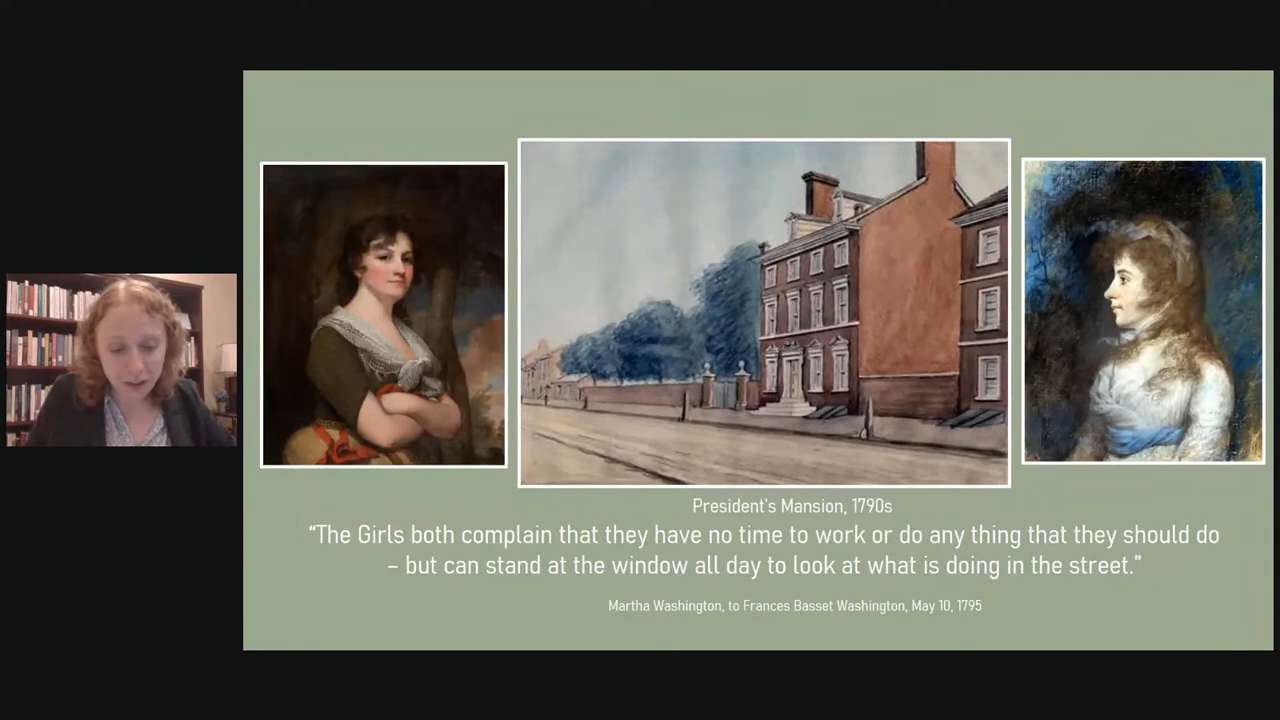 President's Mansion, 1790s
“The Girls both complain that they have no time to work or do any thing that they should do
– but can stand at the window all day to look at what is doing in the street.”
Martha Washington, to Frances Basset Washington, May 10, 1795